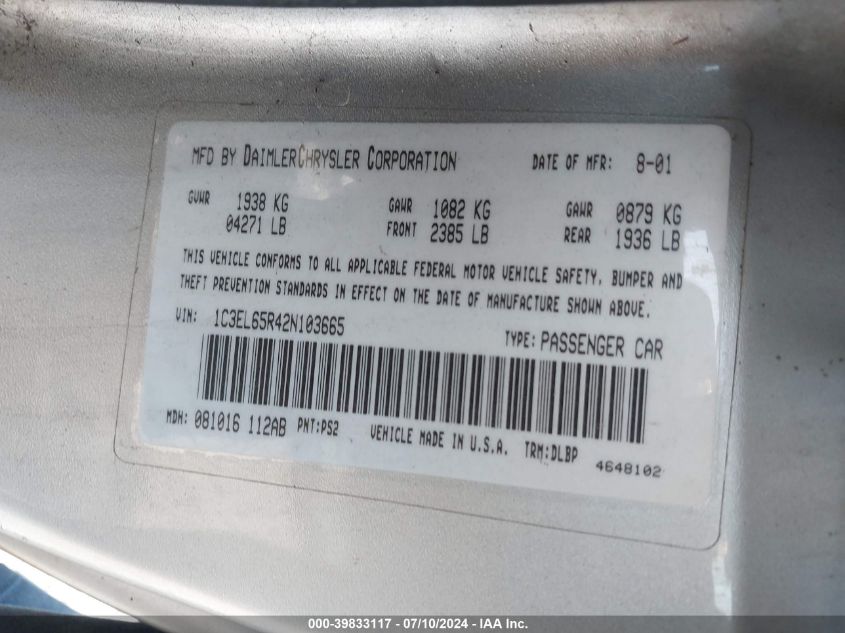 MFD BY DAIMLERCHRYSLER CORPORATION DATE OF MFR: 8-01
GVWR 1938 KG GAWR 1082 KG GAWR 0879 KG
04271 LB FRONT 2385 LB REAR 1936 LB
THIS VEHICLE CONFORMS TO ALL APPLICABLE FEDERAL MOTOR VEHICLE SAFETY, BUMPER AND
THEFT PREVENTION STANDARDS IN EFFECT ON THE DATE OF MANUFACTURE SHOWN ABOVE.
VIN: 1C3EL65R42N103665 TYPE: PASSENGER CAR
MDH: 081016 112AB PNT:PS2 VEHICLE MADE IN U.S.A. TRM:DLBP
4648102
000-39833117 - 07/10/2024 - IAA Inc.